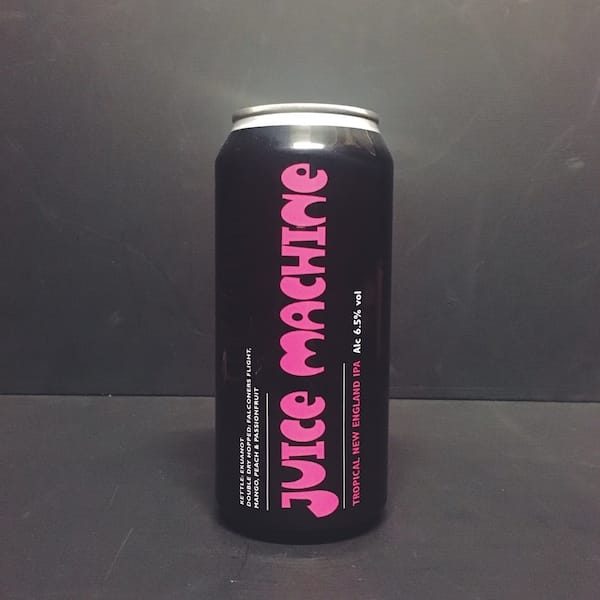 KETTLE: EKUANOT
DOUBLE DRY HOPPED: FALCONERS FLIGHT,
MANGO, PEACH & PASSIONFRUIT
JUICE MACHINE
TROPICAL NEW ENGLAND IPA Alc 6.5% vol